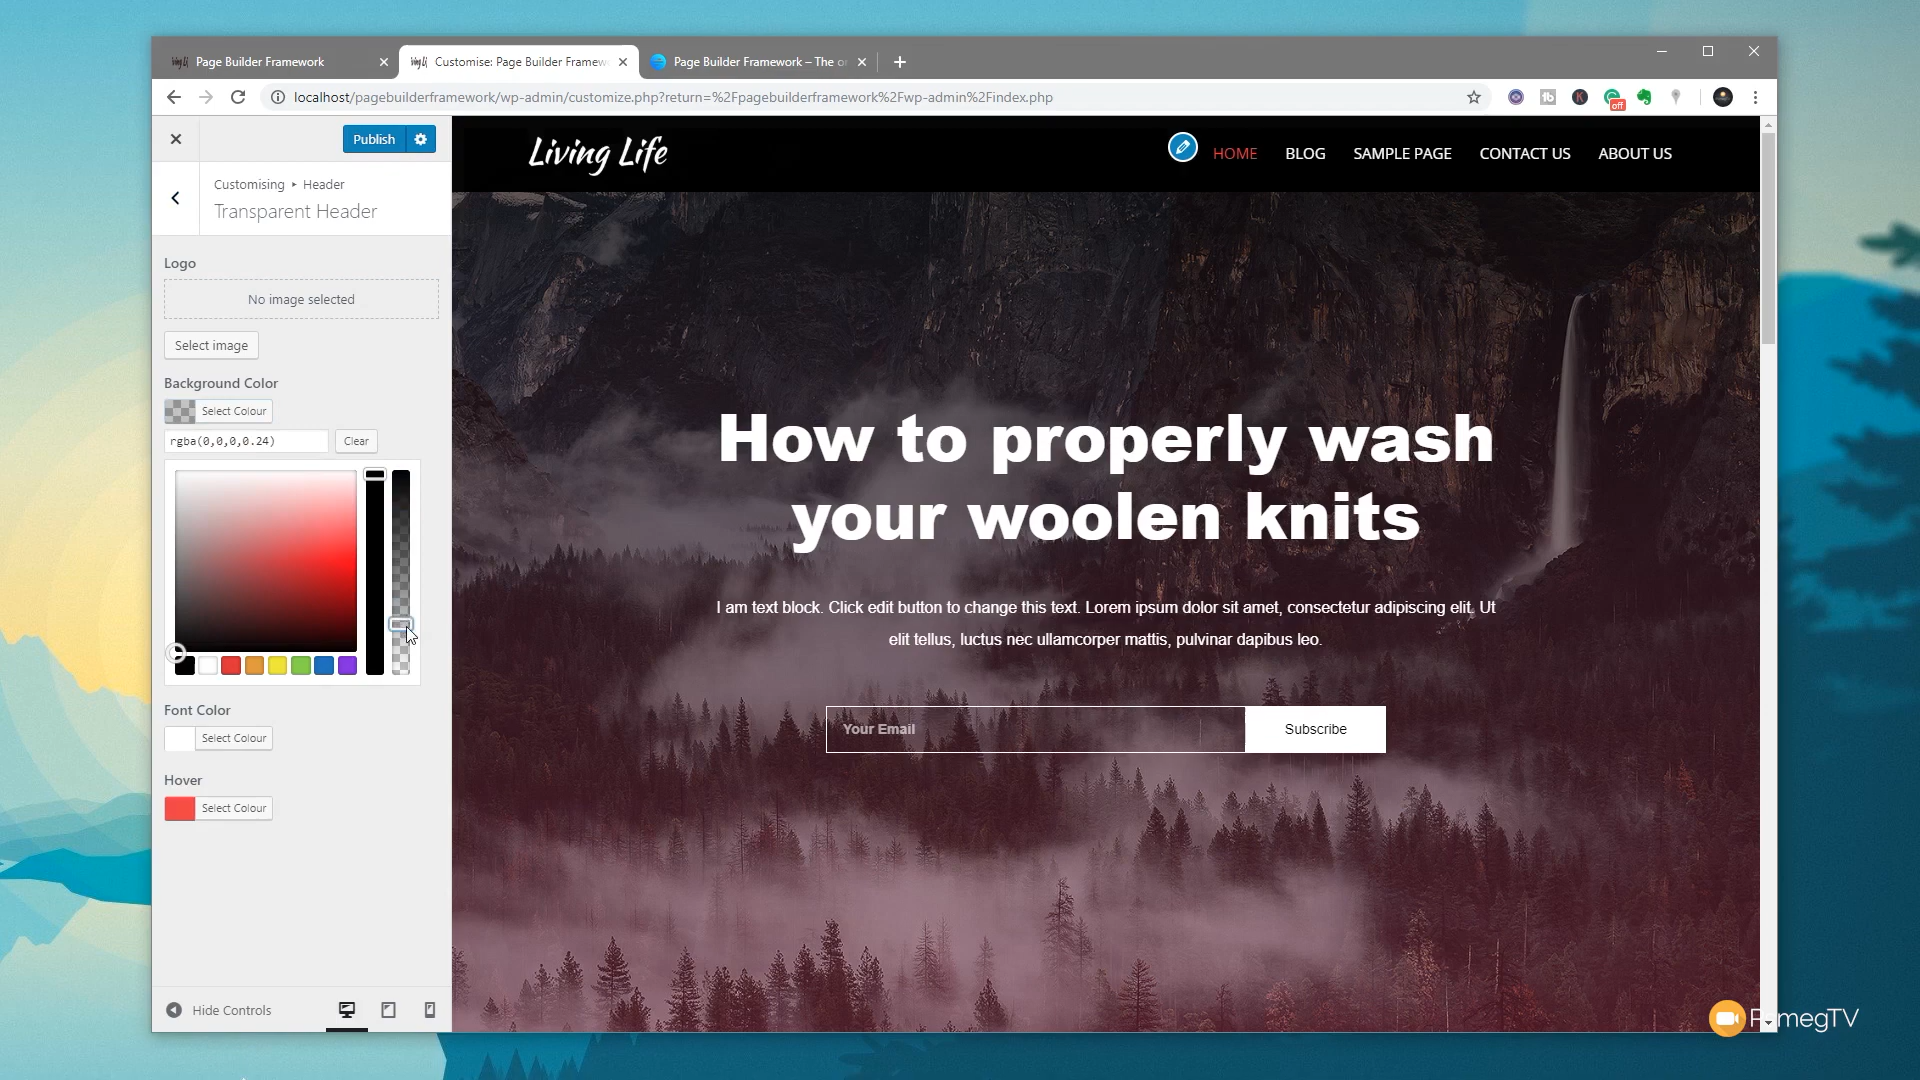 Page Builder Framework
Customise: Page Builder Framew
Page Builder Framework – The or
localhost/pagebuilderframework/wp-admin/customize.php?return=%2Fpagebuilderframework%2Fwp-admin%2Findex.php
off
Publish
Customising ▸ Header
Transparent Header
Logo
No image selected
Select image
Background Color
Select Colour
rgba(0,0,0,0.24)
Clear
Font Color
Select Colour
Hover
Select Colour
Hide Controls
Living Life
HOME BLOG SAMPLE PAGE CONTACT US ABOUT US
How to properly wash
your woolen knits
I am text block. Click edit button to change this text. Lorem ipsum dolor sit amet, consectetur adipiscing elit. Ut
elit tellus, luctus nec ullamcorper mattis, pulvinar dapibus leo.
Your Email
Subscribe